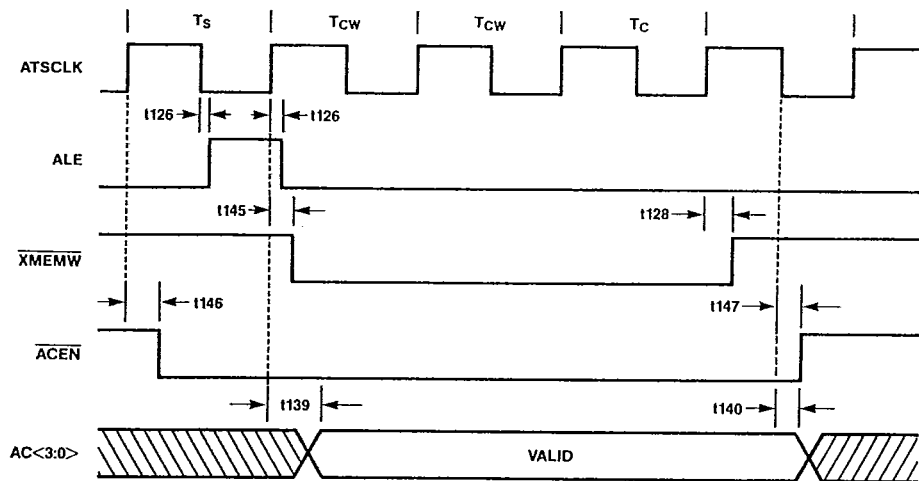 TS TCW TCW TC
ATSCLK
t126 t126
ALE
t145 t128
XMEMW
t146 t147
ACEN
t139 t140
AC<3:0> VALID